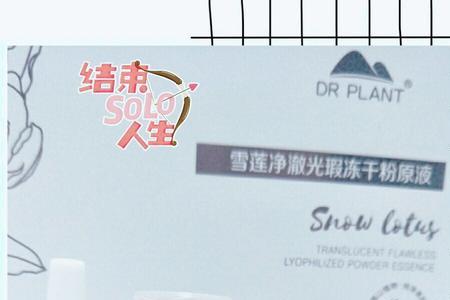 结束
SOLO
人生
DR PLANT®
雪莲净澈光瑕冻干粉原液
Snow lotus
TRANSLUCENT FLAWLESS
LYOPHILIZED POWDER ESSENCE